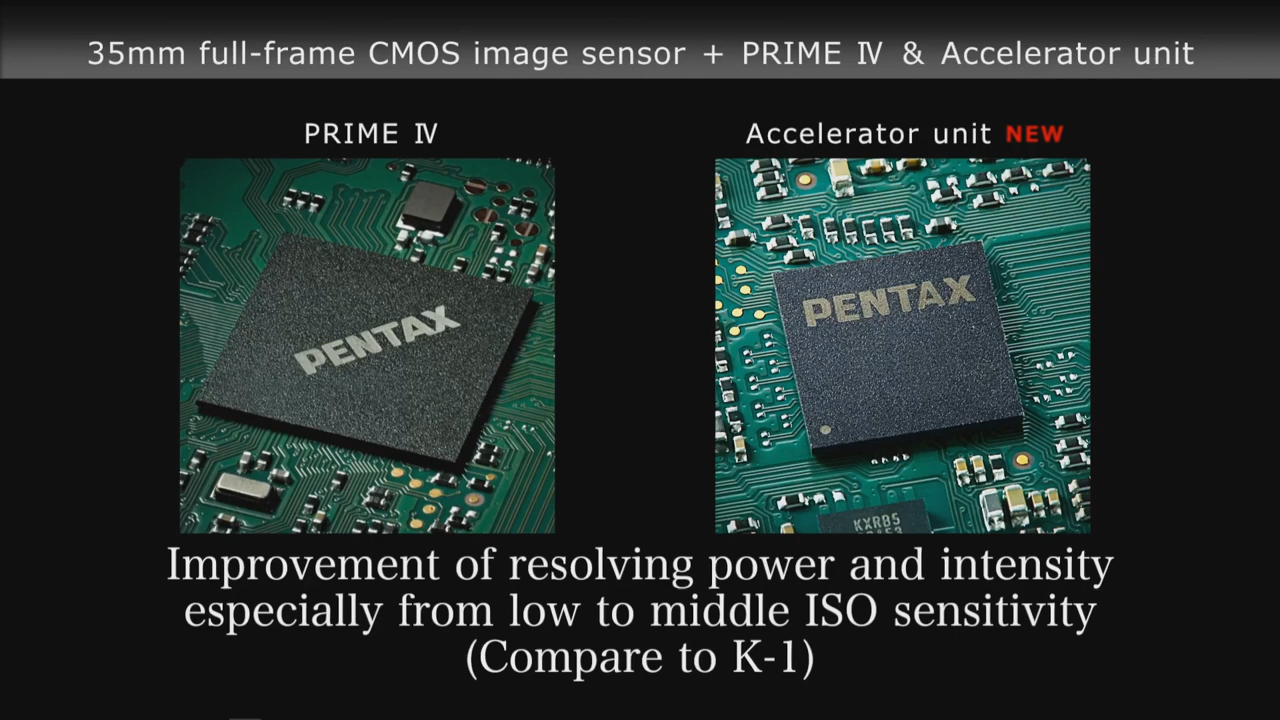 35mm full-frame CMOS image sensor + PRIME Ⅳ & Accelerator unit
PRIME Ⅳ
Accelerator unit NEW
PENTAX
PENTAX
KXR05
Improvement of resolving power and intensity
especially from low to middle ISO sensitivity
(Compare to K-1)